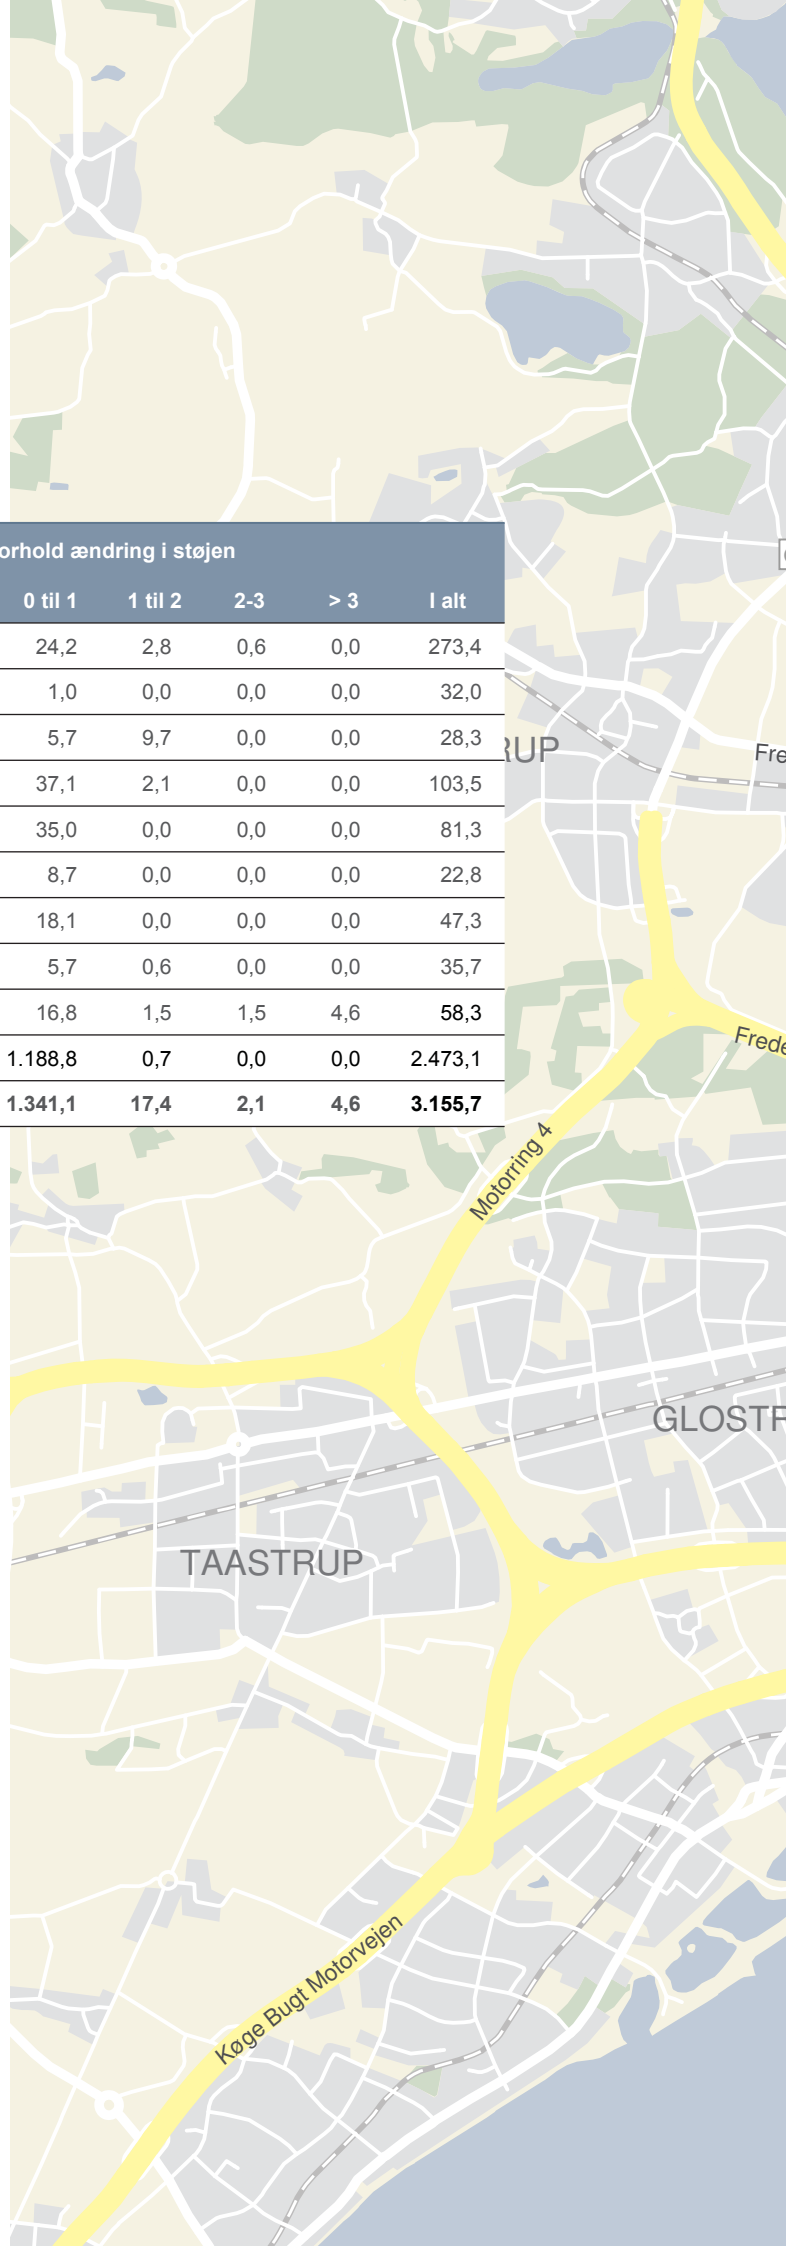 orhold ændring i støjen
0 til 1 1 til 2 2-3 > 3 I alt
24,2 2,8 0,6 0,0 273,4
1,0 0,0 0,0 0,0 32,0
5,7 9,7 0,0 0,0 28,3
37,1 2,1 0,0 0,0 103,5
35,0 0,0 0,0 0,0 81,3
8,7 0,0 0,0 0,0 22,8
18,1 0,0 0,0 0,0 47,3
5,7 0,6 0,0 0,0 35,7
16,8 1,5 1,5 4,6 58,3
1.188,8 0,7 0,0 0,0 2.473,1
1.341,1 17,4 2,1 4,6 3.155,7
RUP
Fre
Frede
Motorring 4
GLOSTR
TAASTRUP
Køge Bugt Motorvejen